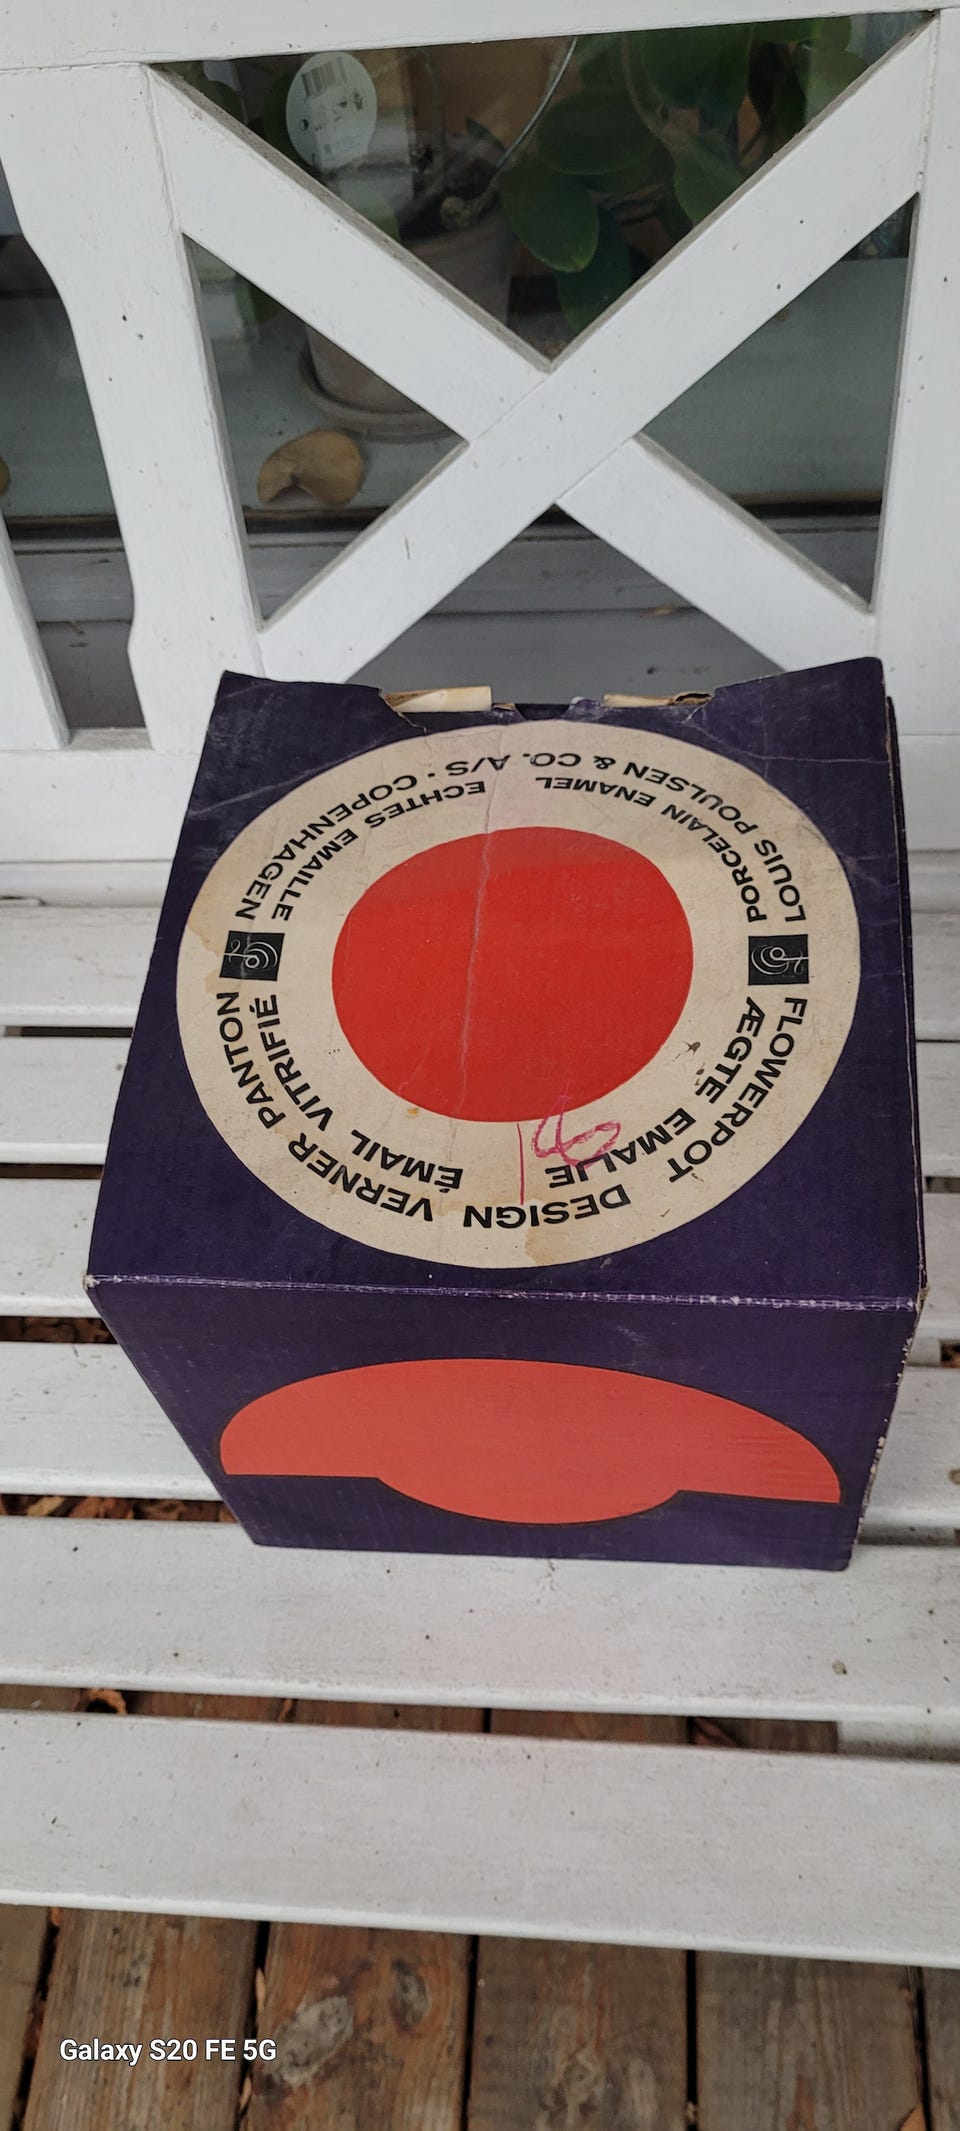 FLOWERPOT DESIGN VERNER PANTON
ÆGTE EMALJE ÉMAIL VITRIFIÉ
LOUIS POULSEN & CO. A/S · COPENHAGEN
PORCELAIN ENAMEL ECHTES EMAILLE
Galaxy S20 FE 5G